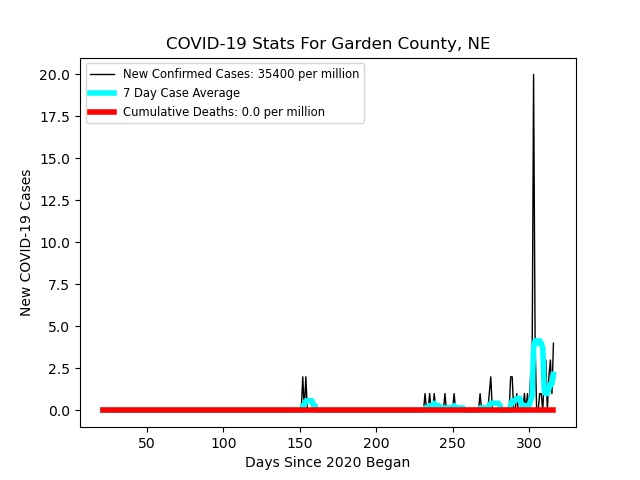 COVID-19 Stats For Garden County, NE
New Confirmed Cases: 35400 per million
7 Day Case Average
Cumulative Deaths: 0.0 per million
20.0
17.5
15.0
12.5
10.0
7.5
5.0
2.5
0.0
New COVID-19 Cases
50 100 150 200 250 300
Days Since 2020 Began